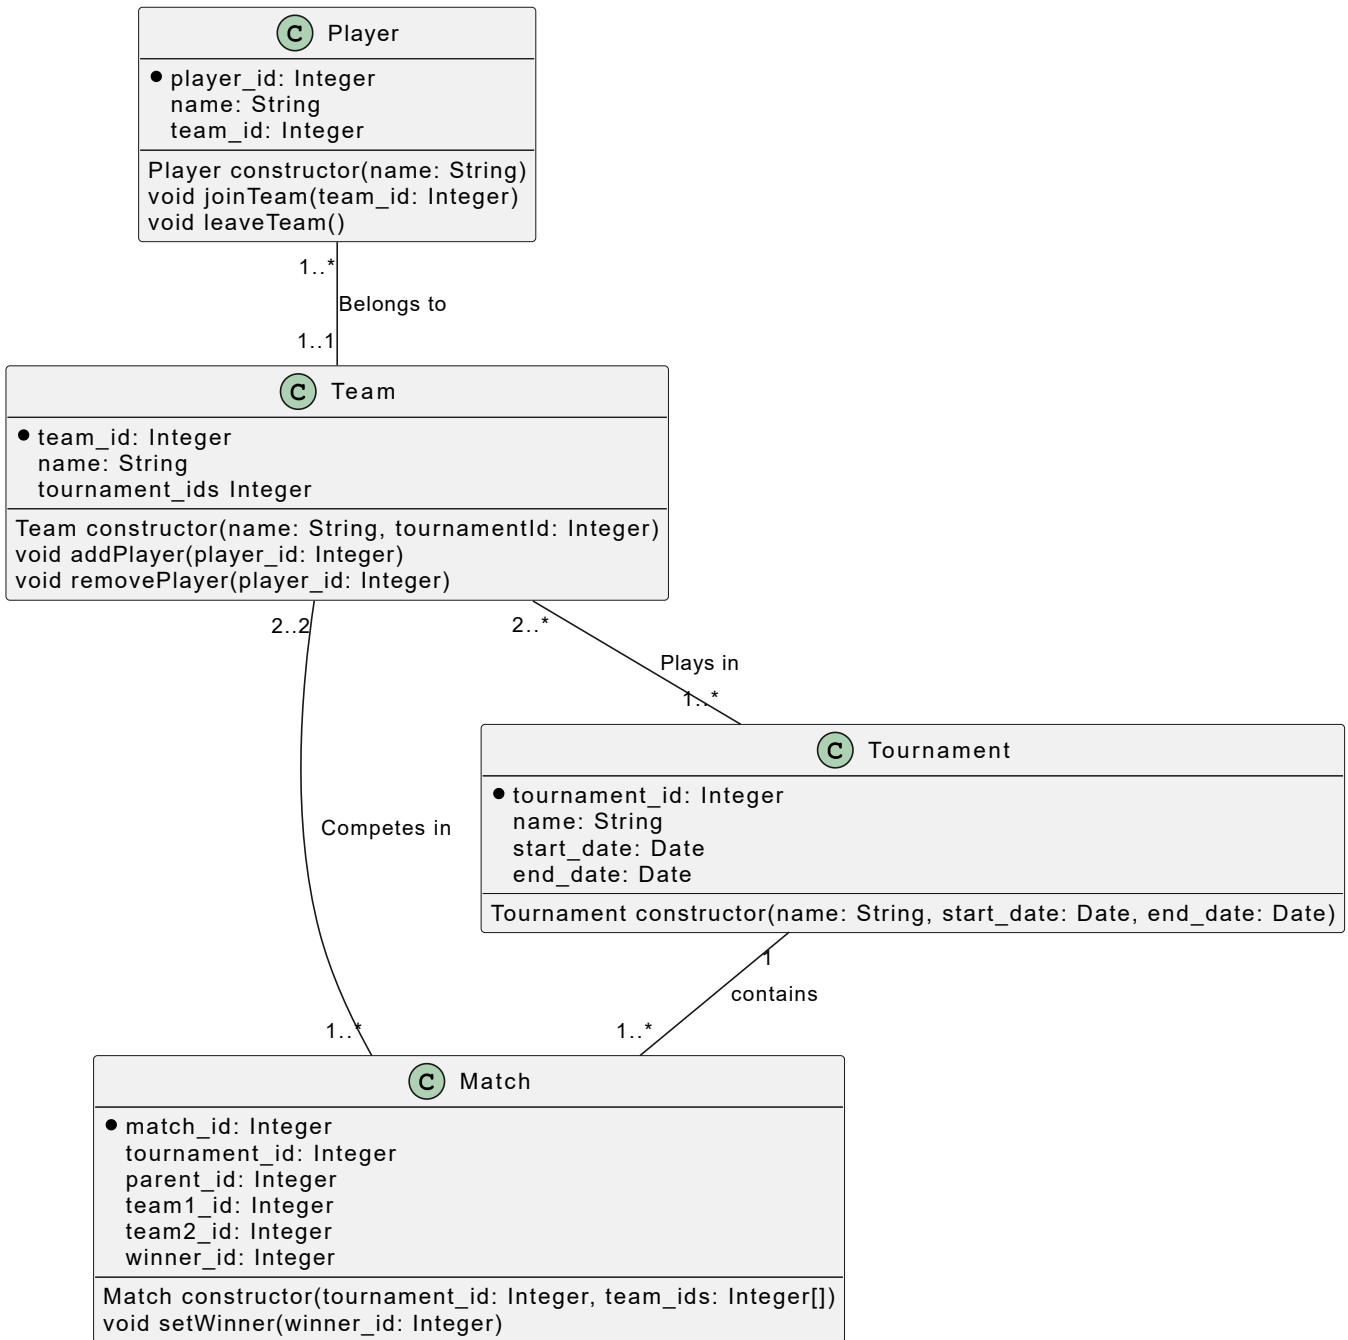 C Player
player_id: Integer
name: String
team_id: Integer
Player constructor(name: String)
void joinTeam(team_id: Integer)
void leaveTeam()
1..*
Belongs to
1..1
C Team
team_id: Integer
name: String
tournament_ids Integer
Team constructor(name: String, tournamentId: Integer)
void addPlayer(player_id: Integer)
void removePlayer(player_id: Integer)
2..2
2..*
Plays in
1..*
C Tournament
tournament_id: Integer
name: String
start_date: Date
end_date: Date
Tournament constructor(name: String, start_date: Date, end_date: Date)
Competes in
1
contains
1..*
1..*
C Match
match_id: Integer
tournament_id: Integer
parent_id: Integer
team1_id: Integer
team2_id: Integer
winner_id: Integer
Match constructor(tournament_id: Integer, team_ids: Integer[])
void setWinner(winner_id: Integer)